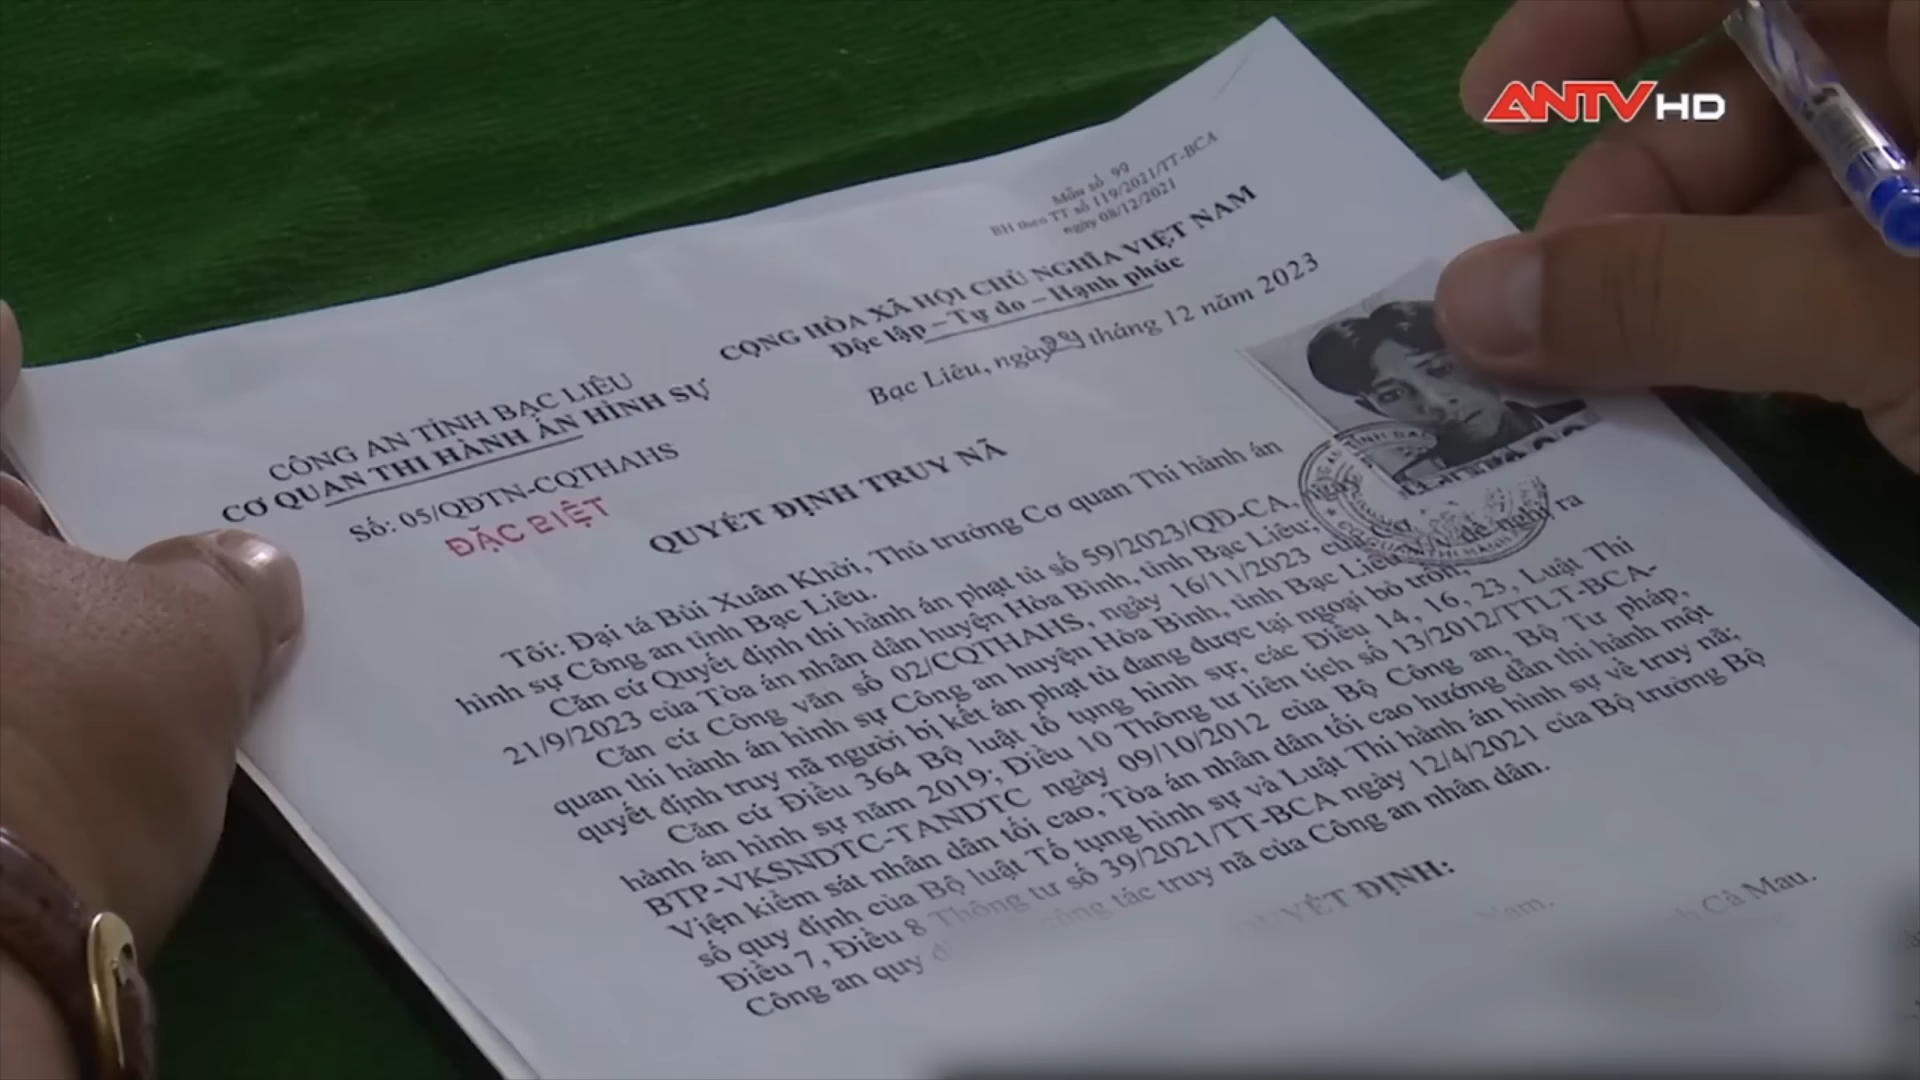 ANTV HD
Mẫu số 99
BH theo TT số 119/2021/TT-BCA
ngày 08/12/2021
CÔNG AN TỈNH BẠC LIÊU
CƠ QUAN THI HÀNH ÁN HÌNH SỰ
Số: 05/QĐTN-CQTHAHS
ĐẶC BIỆT
CỘNG HÒA XÃ HỘI CHỦ NGHĨA VIỆT NAM
Độc lập – Tự do – Hạnh phúc
Bạc Liêu, ngày tháng 12 năm 2023
QUYẾT ĐỊNH TRUY NÃ
Tôi: Đại tá Bùi Xuân Khởi, Thủ trưởng Cơ quan Thi hành án
hình sự Công an tỉnh Bạc Liêu.
Căn cứ Quyết định thi hành án phạt tù số 59/2023/QĐ-CA, ngày
21/9/2023 của Tòa án nhân dân huyện Hòa Bình, tỉnh Bạc Liêu;
Căn cứ Công văn số 02/CQTHAHS, ngày 16/11/2023 của
quan thi hành án hình sự Công an huyện Hòa Bình, tỉnh Bạc Liêu đề nghị ra
quyết định truy nã người bị kết án phạt tù đang được tại ngoại bỏ trốn;
Căn cứ Điều 364 Bộ luật tố tụng hình sự; các Điều 14, 16, 23, Luật Thi
hành án hình sự năm 2019; Điều 10 Thông tư liên tịch số 13/2012/TTLT-BCA-
BTP-VKSNDTC-TANDTC ngày 09/10/2012 của Bộ Công an, Bộ Tư pháp,
Viện kiểm sát nhân dân tối cao, Tòa án nhân dân tối cao hướng dẫn thi hành một
số quy định của Bộ luật Tố tụng hình sự và Luật Thi hành án hình sự về truy nã;
Điều 7, Điều 8 Thông tư số 39/2021/TT-BCA ngày 12/4/2021 của Bộ trưởng Bộ
Công an quy công tác truy nã của Công an nhân dân.
QUYẾT ĐỊNH:
Nam.
Cà Mau.